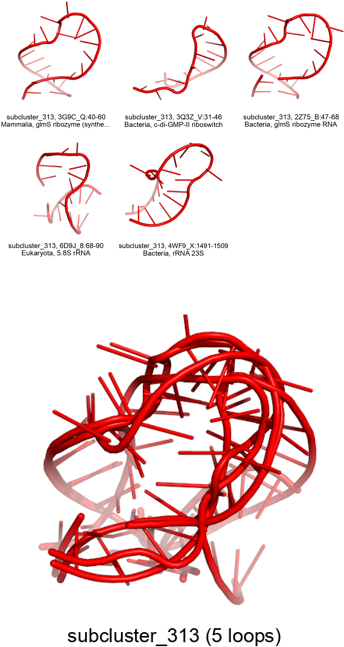 subcluster_313, 3G9C_Q:40-60
Mammalia, glmS ribozyme (synthe...
subcluster_313, 3Q3Z_V:31-46
Bacteria, c-di-GMP-II riboswitch
subcluster_313, 2Z75_B:47-68
Bacteria, glmS ribozyme RNA
subcluster_313, 6D9J_8:68-90
Eukaryota, 5.8S rRNA
subcluster_313, 4WF9_X:1491-1509
Bacteria, rRNA 23S
subcluster_313 (5 loops)